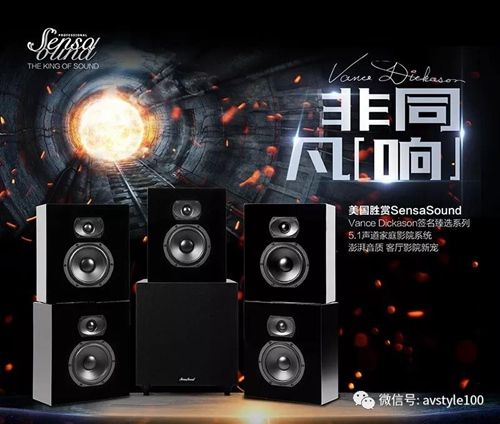 PROFESSIONAL
Sensa
Sound
THE KING OF SOUND
Vance Dickason
非同
凡[响]
美国胜赏SensaSound
Vance Dickason签名臻选系列
5.1声道家庭影院系统
澎湃音质 客厅影院新宠
SensaSound
微信号: avstyle100